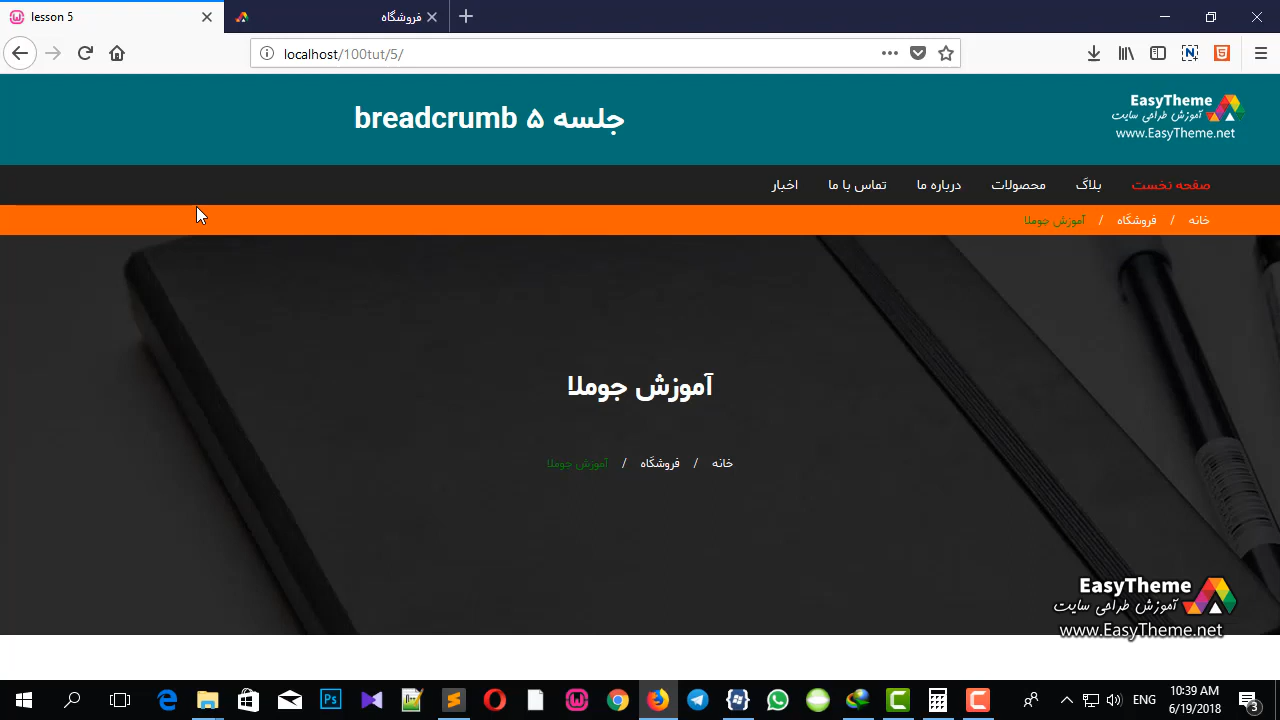 lesson 5
فروشگاه
localhost/100tut/5/
جلسه ۵ breadcrumb
EasyTheme
آموزش طراحی سایت
www.EasyTheme.net
صفحه نخست بلاگ محصولات درباره ما تماس با ما اخبار
خانه / فروشگاه / آموزش جوملا
آموزش جوملا
خانه / فروشگاه / آموزش جوملا
EasyTheme
آموزش طراحی سایت
www.EasyTheme.net
ENG
10:39 AM
6/19/2018
3